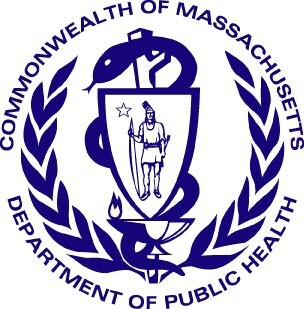 COMMONWEALTH OF MASSACHUSETTS
DEPARTMENT OF PUBLIC HEALTH